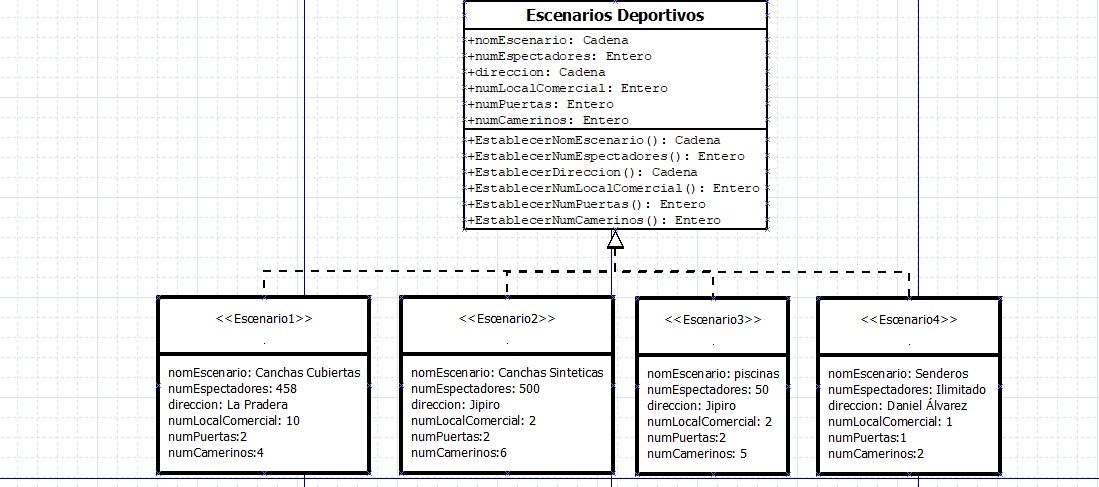 Escenarios Deportivos
+nomEscenario: Cadena
+numEspectadores: Entero
+direccion: Cadena
+numLocalComercial: Entero
+numPuertas: Entero
+numCamerinos: Entero
+EstablecerNomEscenario(): Cadena
+EstablecerNumEspectadores(): Entero
+EstablecerDireccion(): Cadena
+EstablecerNumLocalComercial(): Entero
+EstablecerNumPuertas(): Entero
+EstablecerNumCamerinos(): Entero
<<Escenario1>>
.
nomEscenario: Canchas Cubiertas
numEspectadores: 458
direccion: La Pradera
numLocalComercial: 10
numPuertas:2
numCamerinos:4
<<Escenario2>>
.
nomEscenario: Canchas Sinteticas
numEspectadores: 500
direccion: Jipiro
numLocalComercial: 2
numPuertas:2
numCamerinos:6
<<Escenario3>>
.
nomEscenario: piscinas
numEspectadores: 50
direccion: Jipiro
numLocalComercial: 2
numPuertas:2
numCamerinos: 5
<<Escenario4>>
.
nomEscenario: Senderos
numEspectadores: Ilimitado
direccion: Daniel Álvarez
numLocalComercial: 1
numPuertas:1
numCamerinos:2